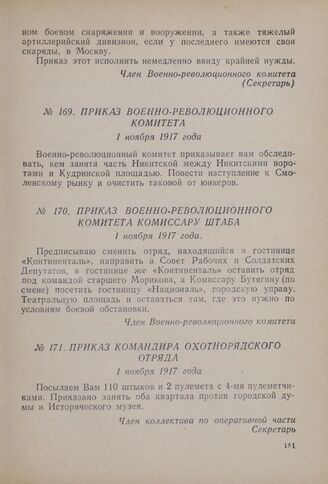 ном боевом снаряжении и вооружении, а также тяжелый
артиллерийский дивизион, если у последнего имеются свои
снаряды, в Москву.
Приказ этот исполнить немедленно ввиду крайней нужды.
Член Военно-революционного комитета
(Секретарь)
№ 169. ПРИКАЗ ВОЕННО-РЕВОЛЮЦИОННОГО
КОМИТЕТА
1 ноября 1917 года
Военно-революционный комитет приказывает вам обследо-
вать, кем занята часть Никитской между Никитскими воро-
тами и Кудринской площадью. Повести наступление к Смо-
ленскому рынку и очистить таковой от юнкеров.
№ 170. ПРИКАЗ ВОЕННО-РЕВОЛЮЦИОННОГО
КОМИТЕТА КОМИССАРУ ШТАБА
1 ноября 1917 года.
Предписываю сменить отряд, находящийся в гостинице
«Континенталь», направить в Совет Рабочих и Солдатских
Депутатов, в гостинице же «Континенталь» оставить отряд
под командой старшего Морикова, а Комиссару Бутягину (по
смене) посетить гостиницу «Националь», городскую управу,
Театральную площадь и оставаться там, где это нужно по
условиям боевой обстановки.
Член Военно-революционного комитета
№ 171. ПРИКАЗ КОМАНДИРА ОХОТНОРЯДСКОГО
ОТРЯДА
1 ноября 1917 года
Посылаем Вам 110 штыков и 2 пулемета с 4-мя пулеметчи-
ками. Приказано занять оба квартала против городской ду-
мы и Исторического музея.
Член коллектива по оперативной части
Секретарь
151